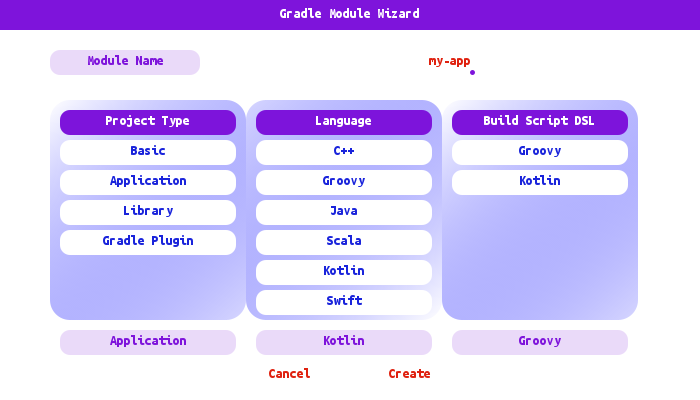 Gradle Module Wizard
Module Name
my-app
Project Type
Basic
Application
Library
Gradle Plugin
Language
C++
Groovy
Java
Scala
Kotlin
Swift
Build Script DSL
Groovy
Kotlin
Application
Kotlin
Groovy
Cancel
Create